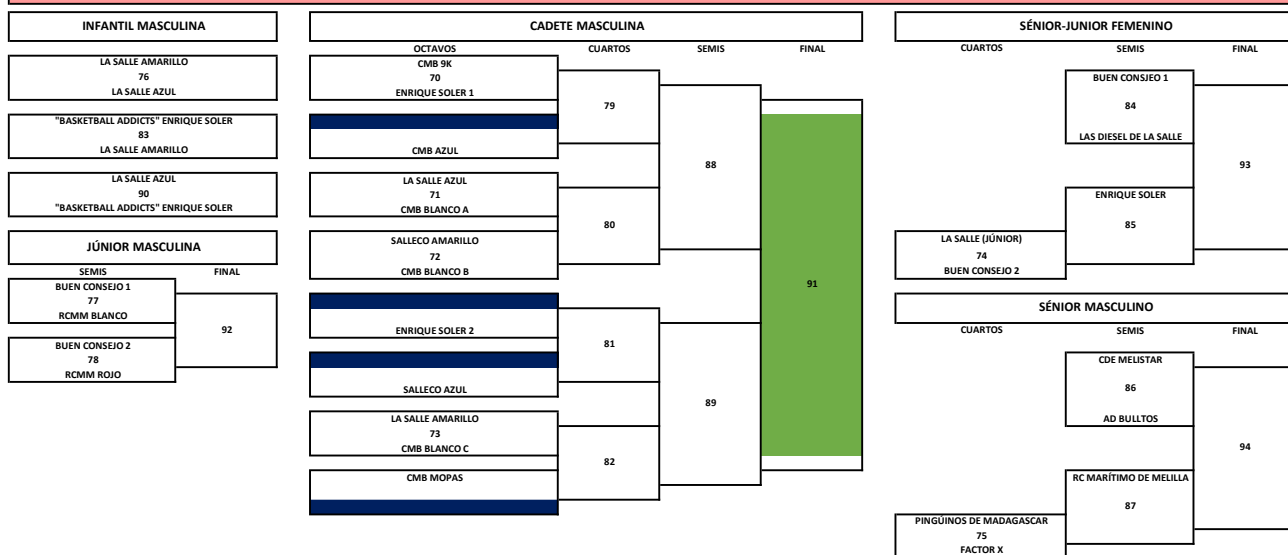 INFANTIL MASCULINA
LA SALLE AMARILLO
76
LA SALLE AZUL
"BASKETBALL ADDICTS" ENRIQUE SOLER
83
LA SALLE AMARILLO
LA SALLE AZUL
90
"BASKETBALL ADDICTS" ENRIQUE SOLER
JÚNIOR MASCULINA
SEMIS FINAL
BUEN CONSEJO 1
77
RCMM BLANCO
92
BUEN CONSEJO 2
78
RCMM ROJO
CADETE MASCULINA
OCTAVOS CUARTOS SEMIS FINAL
CMB 9K
70
ENRIQUE SOLER 1
79
CMB AZUL
88
LA SALLE AZUL
71
CMB BLANCO A
80
SALLECO AMARILLO
72
CMB BLANCO B
91
ENRIQUE SOLER 2
81
SALLECO AZUL
89
LA SALLE AMARILLO
73
CMB BLANCO C
82
CMB MOPAS
SÉNIOR-JUNIOR FEMENINO
CUARTOS SEMIS FINAL
BUEN CONSJEO 1
84
LAS DIESEL DE LA SALLE
93
ENRIQUE SOLER
85
LA SALLE (JÚNIOR)
74
BUEN CONSEJO 2
SÉNIOR MASCULINO
CUARTOS SEMIS FINAL
CDE MELISTAR
86
AD BULLTOS
94
RC MARÍTIMO DE MELILLA
87
PINGÜINOS DE MADAGASCAR
75
FACTOR X